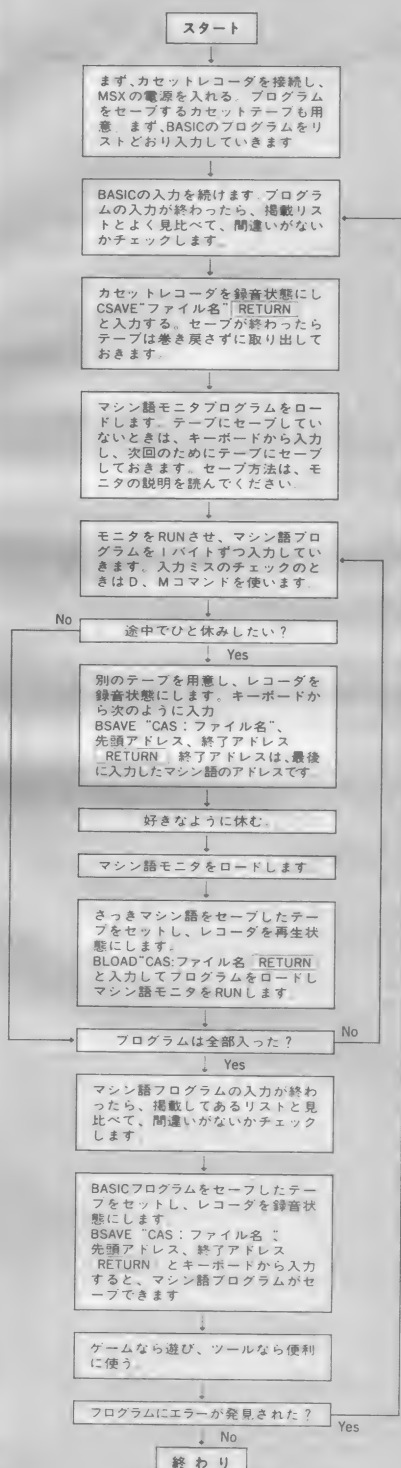 スタート
まず、カセットレコーダを接続し、
MSXの電源を入れる。プログラム
をセーブするカセットテープも用
意。まず、BASICのプログラムをリ
ストどおり入力していきます
BASICの入力を続けます。プログラ
ムの入力が終わったら、掲載リス
トとよく見比べて、間違いがない
かチェックします。
カセットレコーダを録音状態にし
CSAVE"ファイル名" RETURN
と入力する。セーブが終わったら
テープは巻き戻さずに取り出して
おきます。
マシン語モニタプログラムをロー
ドします。テープにセーブしてい
ないときは、キーボードから入力
し、次回のためにテープにセーブ
しておきます。セーブ方法は、モ
ニタの説明を読んでください。
モニタをRUNさせ、マシン語プロ
グラムを1バイトずつ入力してい
きます。入力ミスのチェックのと
きはD、Mコマンドを使います。
No
途中でひと休みしたい？
Yes
別のテープを用意し、レコーダを
録音状態にします。キーボードか
ら次のように入力
BSAVE "CAS：ファイル名"、
先頭アドレス、終了アドレス
RETURN 終了アドレスは、最後
に入力したマシン語のアドレスです
好きなように休む。
マシン語モニタをロードします
さっきマシン語をセーブしたテー
プをセットし、レコーダを再生状
態にします。
BLOAD"CAS:ファイル名 RETURN
と入力してプログラムをロードし
マシン語モニタをRUNします
プログラムは全部入った？
No
Yes
マシン語プログラムの入力が終わ
ったら、掲載してあるリストと見
比べて、間違いがないかチェック
します
BASICプログラムをセーブしたテー
プをセットし、レコーダを録音状
態にします
BSAVE "CAS：ファイル名"、
先頭アドレス、終了アドレス
RETURN とキーボードから入力
すると、マシン語プログラムがセ
ーブできます
ゲームなら遊び、ツールなら便利
に使う。
プログラムにエラーが発見された？
Yes
No
終わり